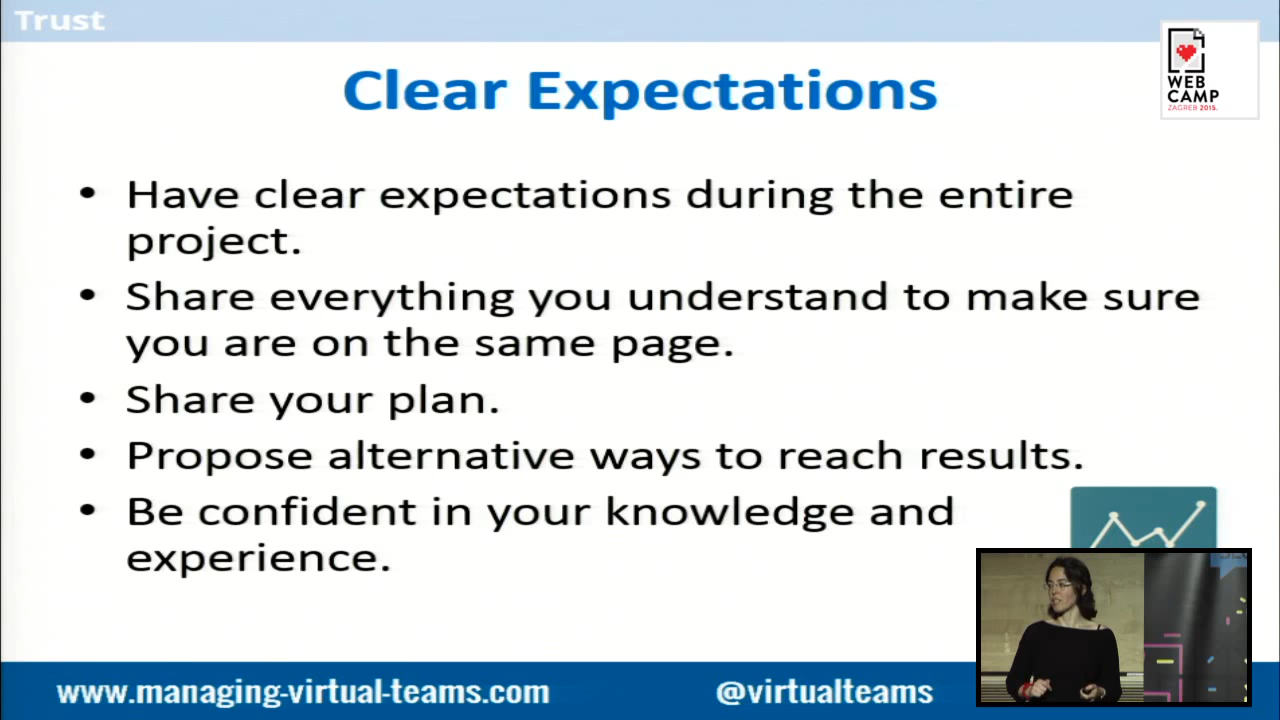 Trust
WEB
CAMP
ZAGREB 2015.
Clear Expectations
• Have clear expectations during the entire
project.
• Share everything you understand to make sure
you are on the same page.
• Share your plan.
• Propose alternative ways to reach results.
• Be confident in your knowledge and
experience.
www.managing-virtual-teams.com
@virtualteams